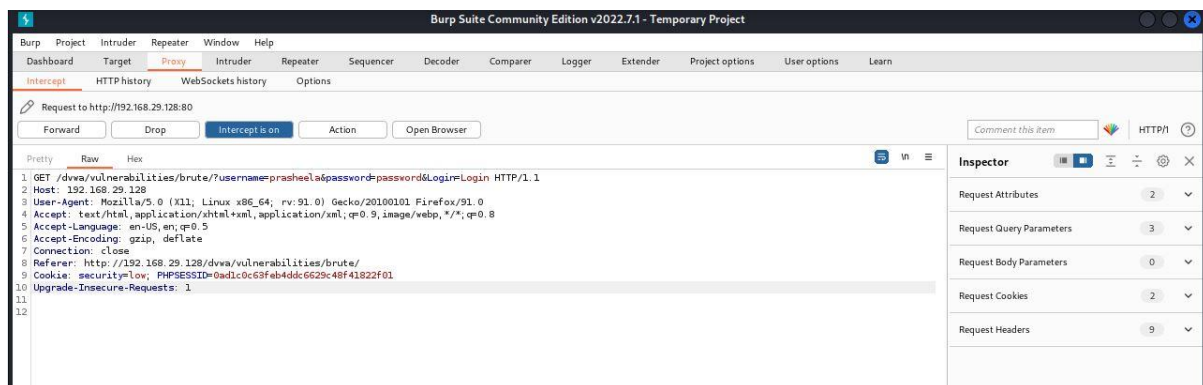 Burp Suite Community Edition v2022.7.1 - Temporary Project
Burp Project Intruder Repeater Window Help
Dashboard Target Proxy Intruder Repeater Sequencer Decoder Comparer Logger Extender Project options User options Learn
Intercept HTTP history WebSockets history Options
Request to http://192.168.29.128:80
Forward Drop Intercept is on Action Open Browser Comment this item HTTP/1 ?
Pretty Raw Hex \n Inspector
1 GET /dvwa/vulnerabilities/brute/?username=prasheela&password=password&Login=Login HTTP/1.1
2 Host: 192.168.29.128
3 User-Agent: Mozilla/5.0 (X11; Linux x86_64; rv:91.0) Gecko/20100101 Firefox/91.0
4 Accept: text/html,application/xhtml+xml,application/xml;q=0.9,image/webp,*/*;q=0.8
5 Accept-Language: en-US,en;q=0.5
6 Accept-Encoding: gzip, deflate
7 Connection: close
8 Referer: http://192.168.29.128/dvwa/vulnerabilities/brute/
9 Cookie: security=low; PHPSESSID=0ad1c0c63feb4ddc6629c48f41822f01
10 Upgrade-Insecure-Requests: 1
11
12
Request Attributes 2
Request Query Parameters 3
Request Body Parameters 0
Request Cookies 2
Request Headers 9